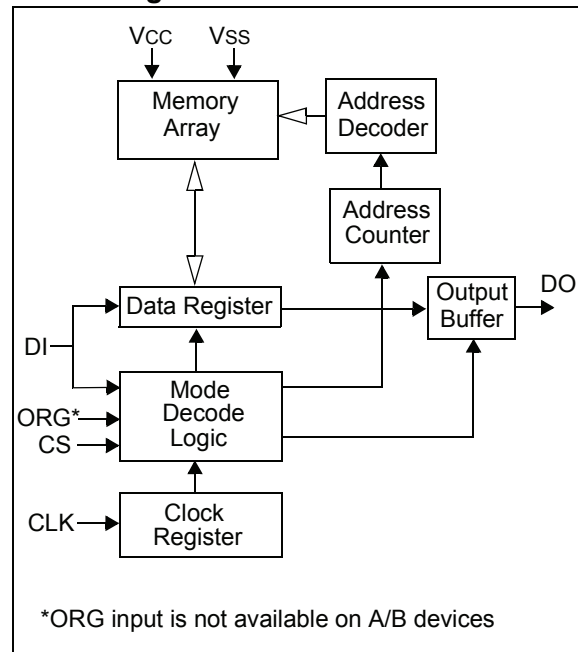 VCC VSS
Memory
Array
Address
Decoder
Address
Counter
Data Register
Output
Buffer
DO
DI
Mode
Decode
Logic
ORG*
CS
CLK
Clock
Register
*ORG input is not available on A/B devices